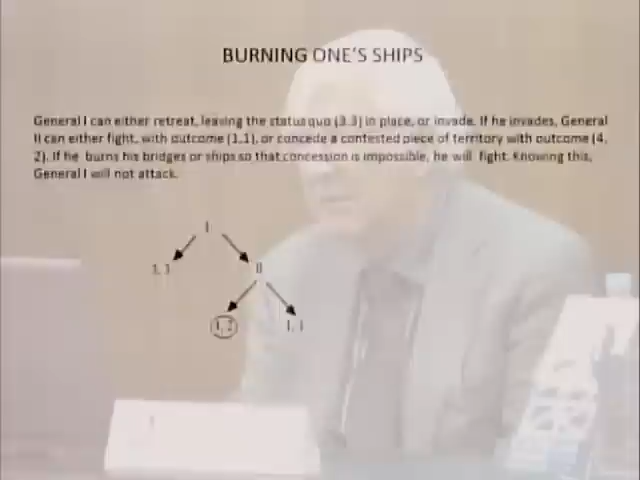 BURNING ONE'S SHIPS
General I can either retreat, leaving the status quo (3,3) in place, or invade. If he invades, General
II can either fight, with outcome (1,1), or concede a contested piece of territory with outcome (4,
2). If he burns his bridges or ships so that concession is impossible, he will fight. Knowing this,
General I will not attack.
I
3, 3 II
1, 1